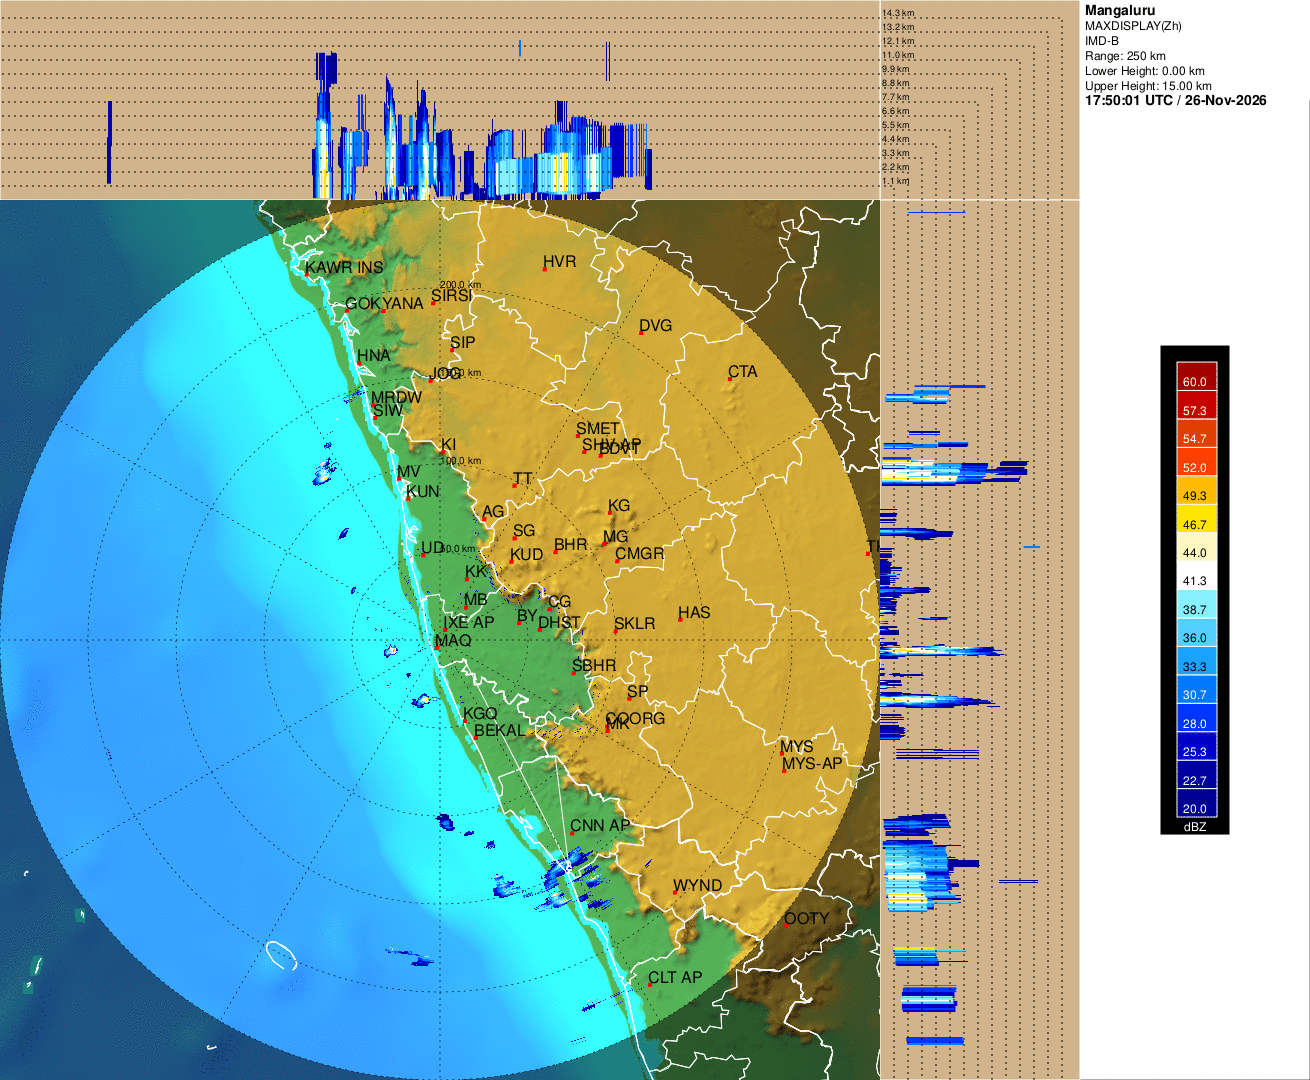 14.3 km
13.2 km
12.1 km
11.0 km
9.9 km
8.8 km
7.7 km
6.6 km
5.5 km
4.4 km
3.3 km
2.2 km
1.1 km
Mangaluru
MAXDISPLAY(Zh)
IMD-B
Range: 250 km
Lower Height: 0.00 km
Upper Height: 15.00 km
17:50:01 UTC / 26-Nov-2026
KAWR INS
HVR
200.0 km
SIRSI
GOKYANA
DVG
SIP
HNA
JOG
CTA
MRDW
SIW
SMET
SHV-AP
BDVT
KI
100.0 km
MV
TT
KUN
KG
AG
SG
MG
UD
50.0 km
KUD
BHR
CMGR
KK
MB
CG
BY
DHST
IXE AP
HAS
SKLR
MAQ
SBHR
SP
KGQ
COORG
MK
BEKAL
MYS
MYS-AP
CNN AP
WYND
OOTY
CLT AP
60.0
57.3
54.7
52.0
49.3
46.7
44.0
41.3
38.7
36.0
33.3
30.7
28.0
25.3
22.7
20.0
dBZ